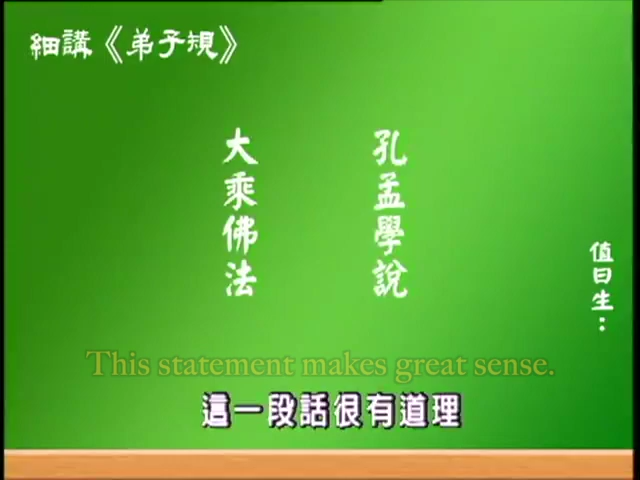 細講《弟子規》
孔孟學說
大乘佛法
值日生：
This statement makes great sense.
這一段話很有道理